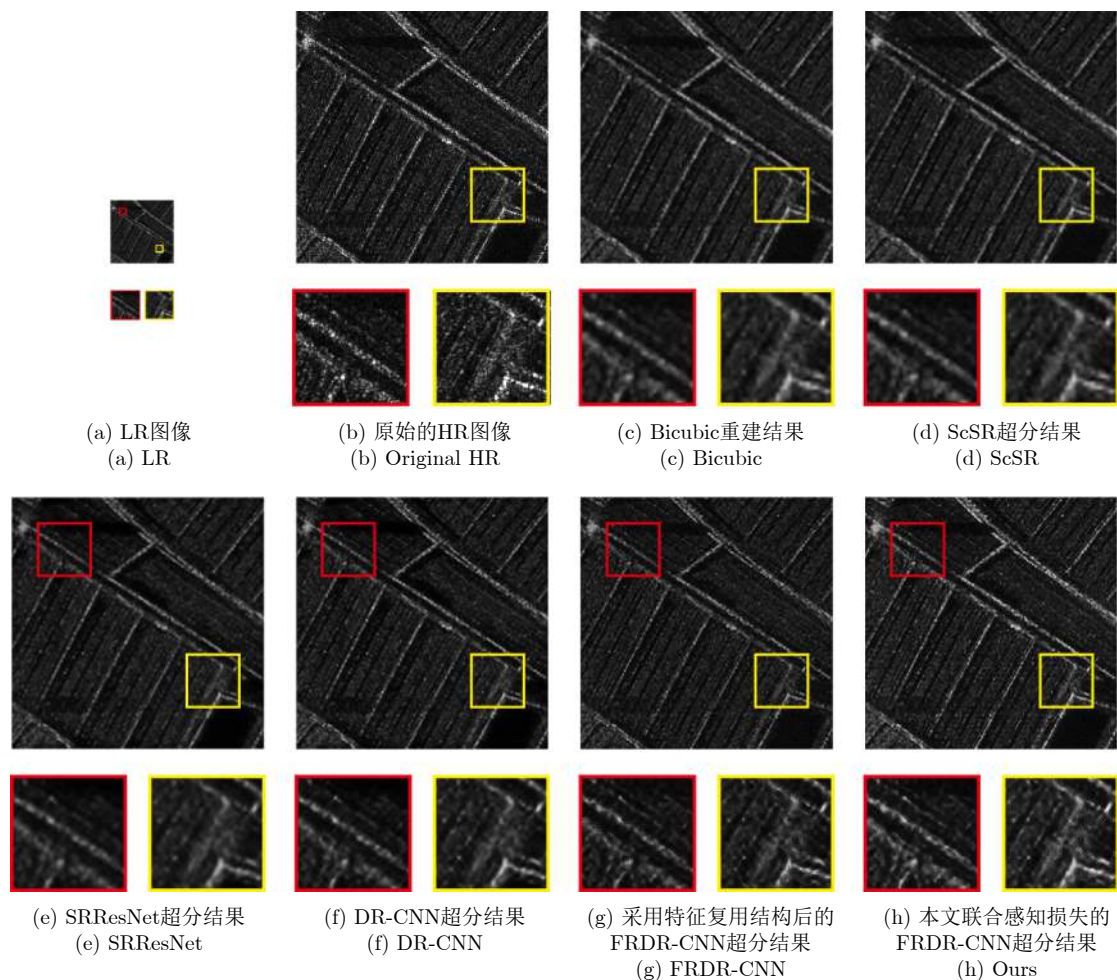 (a) LR图像
(a) LR
(b) 原始的HR图像
(b) Original HR
(c) Bicubic重建结果
(c) Bicubic
(d) ScSR超分结果
(d) ScSR
(e) SRResNet超分结果
(e) SRResNet
(f) DR-CNN超分结果
(f) DR-CNN
(g) 采用特征复用结构后的
FRDR-CNN超分结果
(g) FRDR-CNN
(h) 本文联合感知损失的
FRDR-CNN超分结果
(h) Ours